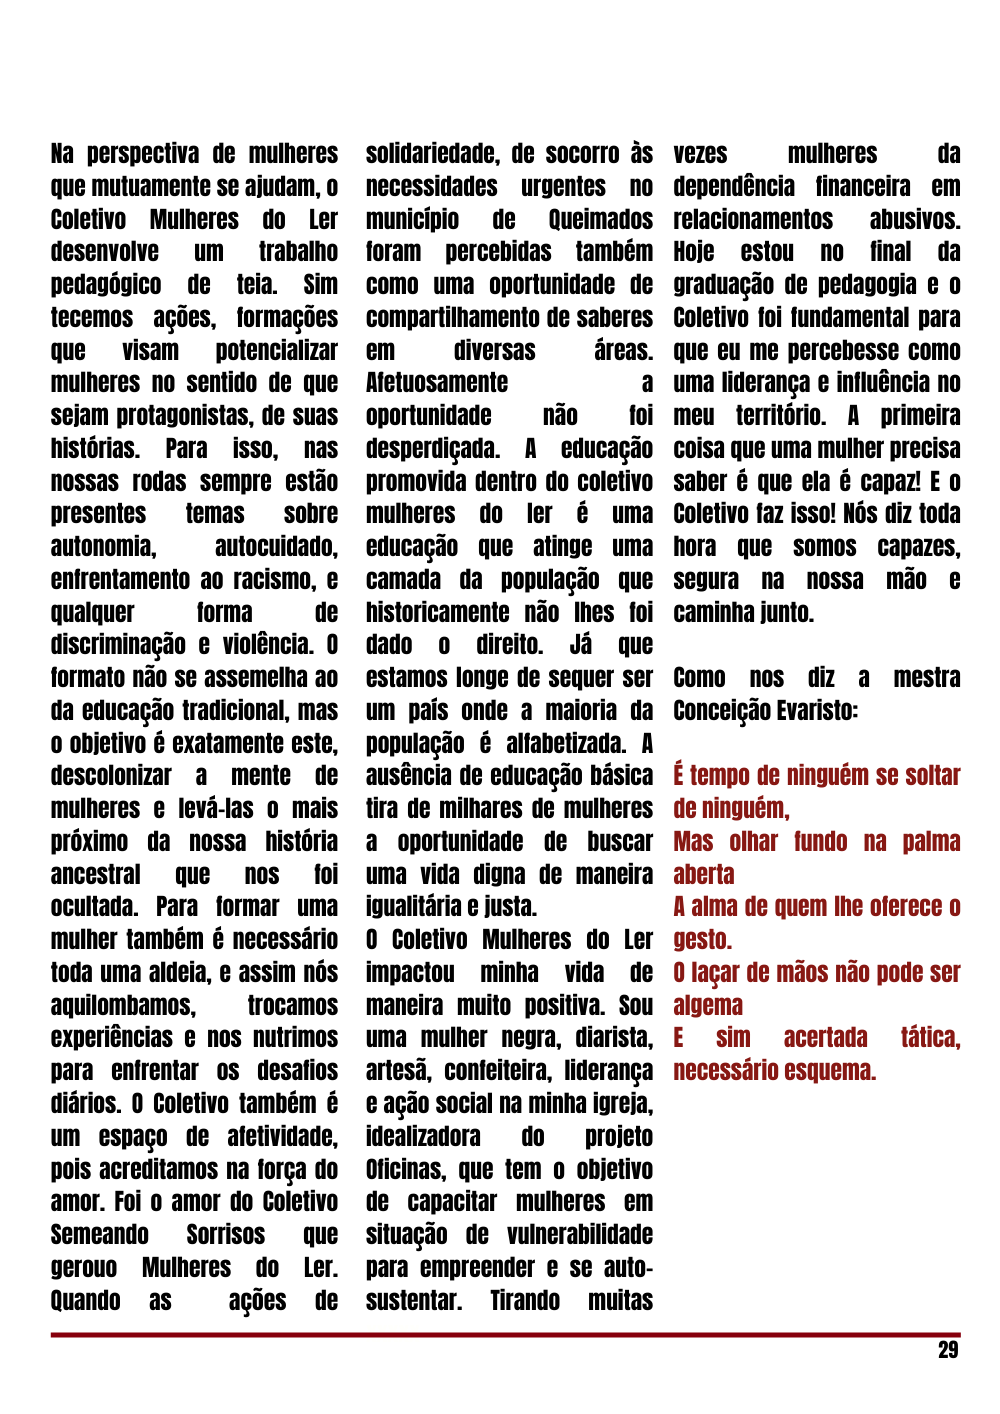 Na perspectiva de mulheres
que mutuamente se ajudam, o
Coletivo Mulheres do Ler
desenvolve um trabalho
pedagógico de teia. Sim
tecemos ações, formações
que visam potencializar
mulheres no sentido de que
sejam protagonistas, de suas
histórias. Para isso, nas
nossas rodas sempre estão
presentes temas sobre
autonomia, autocuidado,
enfrentamento ao racismo, e
qualquer forma de
discriminação e violência. O
formato não se assemelha ao
da educação tradicional, mas
o objetivo é exatamente este,
descolonizar a mente de
mulheres e levá-las o mais
próximo da nossa história
ancestral que nos foi
ocultada. Para formar uma
mulher também é necessário
toda uma aldeia, e assim nós
aquilombamos, trocamos
experiências e nos nutrimos
para enfrentar os desafios
diários. O Coletivo também é
um espaço de afetividade,
pois acreditamos na força do
amor. Foi o amor do Coletivo
Semeando Sorrisos que
gerouo Mulheres do Ler.
Quando as ações de
solidariedade, de socorro às
necessidades urgentes no
município de Queimados
foram percebidas também
como uma oportunidade de
compartilhamento de saberes
em diversas áreas.
Afetuosamente a
oportunidade não foi
desperdiçada. A educação
promovida dentro do coletivo
mulheres do ler é uma
educação que atinge uma
camada da população que
historicamente não lhes foi
dado o direito. Já que
estamos longe de sequer ser
um país onde a maioria da
população é alfabetizada. A
ausência de educação básica
tira de milhares de mulheres
a oportunidade de buscar
uma vida digna de maneira
igualitária e justa.
O Coletivo Mulheres do Ler
impactou minha vida de
maneira muito positiva. Sou
uma mulher negra, diarista,
artesã, confeiteira, liderança
e ação social na minha igreja,
idealizadora do projeto
Oficinas, que tem o objetivo
de capacitar mulheres em
situação de vulnerabilidade
para empreender e se auto-
sustentar. Tirando muitas
vezes mulheres da
dependência financeira em
relacionamentos abusivos.
Hoje estou no final da
graduação de pedagogia e o
Coletivo foi fundamental para
que eu me percebesse como
uma liderança e influência no
meu território. A primeira
coisa que uma mulher precisa
saber é que ela é capaz! E o
Coletivo faz isso! Nós diz toda
hora que somos capazes,
segura na nossa mão e
caminha junto.
Como nos diz a mestra
Conceição Evaristo:
É tempo de ninguém se soltar
de ninguém,
Mas olhar fundo na palma
aberta
A alma de quem lhe oferece o
gesto.
O laçar de mãos não pode ser
algema
E sim acertada tática,
necessário esquema.
29